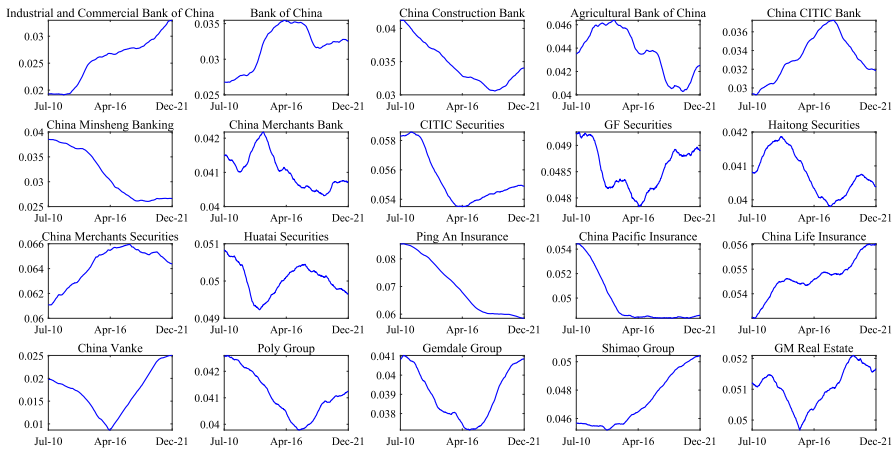 Industrial and Commercial Bank of China
0.03
0.025
0.02
Jul-10 Apr-16 Dec-21
Bank of China
0.035
0.03
0.025
Jul-10 Apr-16 Dec-21
China Construction Bank
0.04
0.035
0.03
Jul-10 Apr-16 Dec-21
Agricultural Bank of China
0.046
0.044
0.042
0.04
Jul-10 Apr-16 Dec-21
China CITIC Bank
0.036
0.033
0.03
Jul-10 Apr-16 Dec-21
China Minsheng Banking
0.04
0.035
0.03
0.025
Jul-10 Apr-16 Dec-21
China Merchants Bank
0.042
0.041
0.04
Jul-10 Apr-16 Dec-21
CITIC Securities
0.058
0.056
0.054
Jul-10 Apr-16 Dec-21
GF Securities
0.049
0.048
Jul-10 Apr-16 Dec-21
Haitong Securities
0.042
0.041
0.04
Jul-10 Apr-16 Dec-21
China Merchants Securities
0.066
0.064
0.062
0.06
Jul-10 Apr-16 Dec-21
Huatai Securities
0.051
0.05
0.049
Jul-10 Apr-16 Dec-21
Ping An Insurance
0.08
0.07
0.06
Jul-10 Apr-16 Dec-21
China Pacific Insurance
0.054
0.052
0.05
Jul-10 Apr-16 Dec-21
China Life Insurance
0.056
0.055
0.054
0.053
Jul-10 Apr-16 Dec-21
China Vanke
0.025
0.02
0.015
0.01
Jul-10 Apr-16 Dec-21
Poly Group
0.042
0.041
0.04
Jul-10 Apr-16 Dec-21
Gemdale Group
0.041
0.04
0.039
0.038
Jul-10 Apr-16 Dec-21
Shimao Group
0.05
0.048
0.046
Jul-10 Apr-16 Dec-21
GM Real Estate
0.052
0.051
0.05
Jul-10 Apr-16 Dec-21